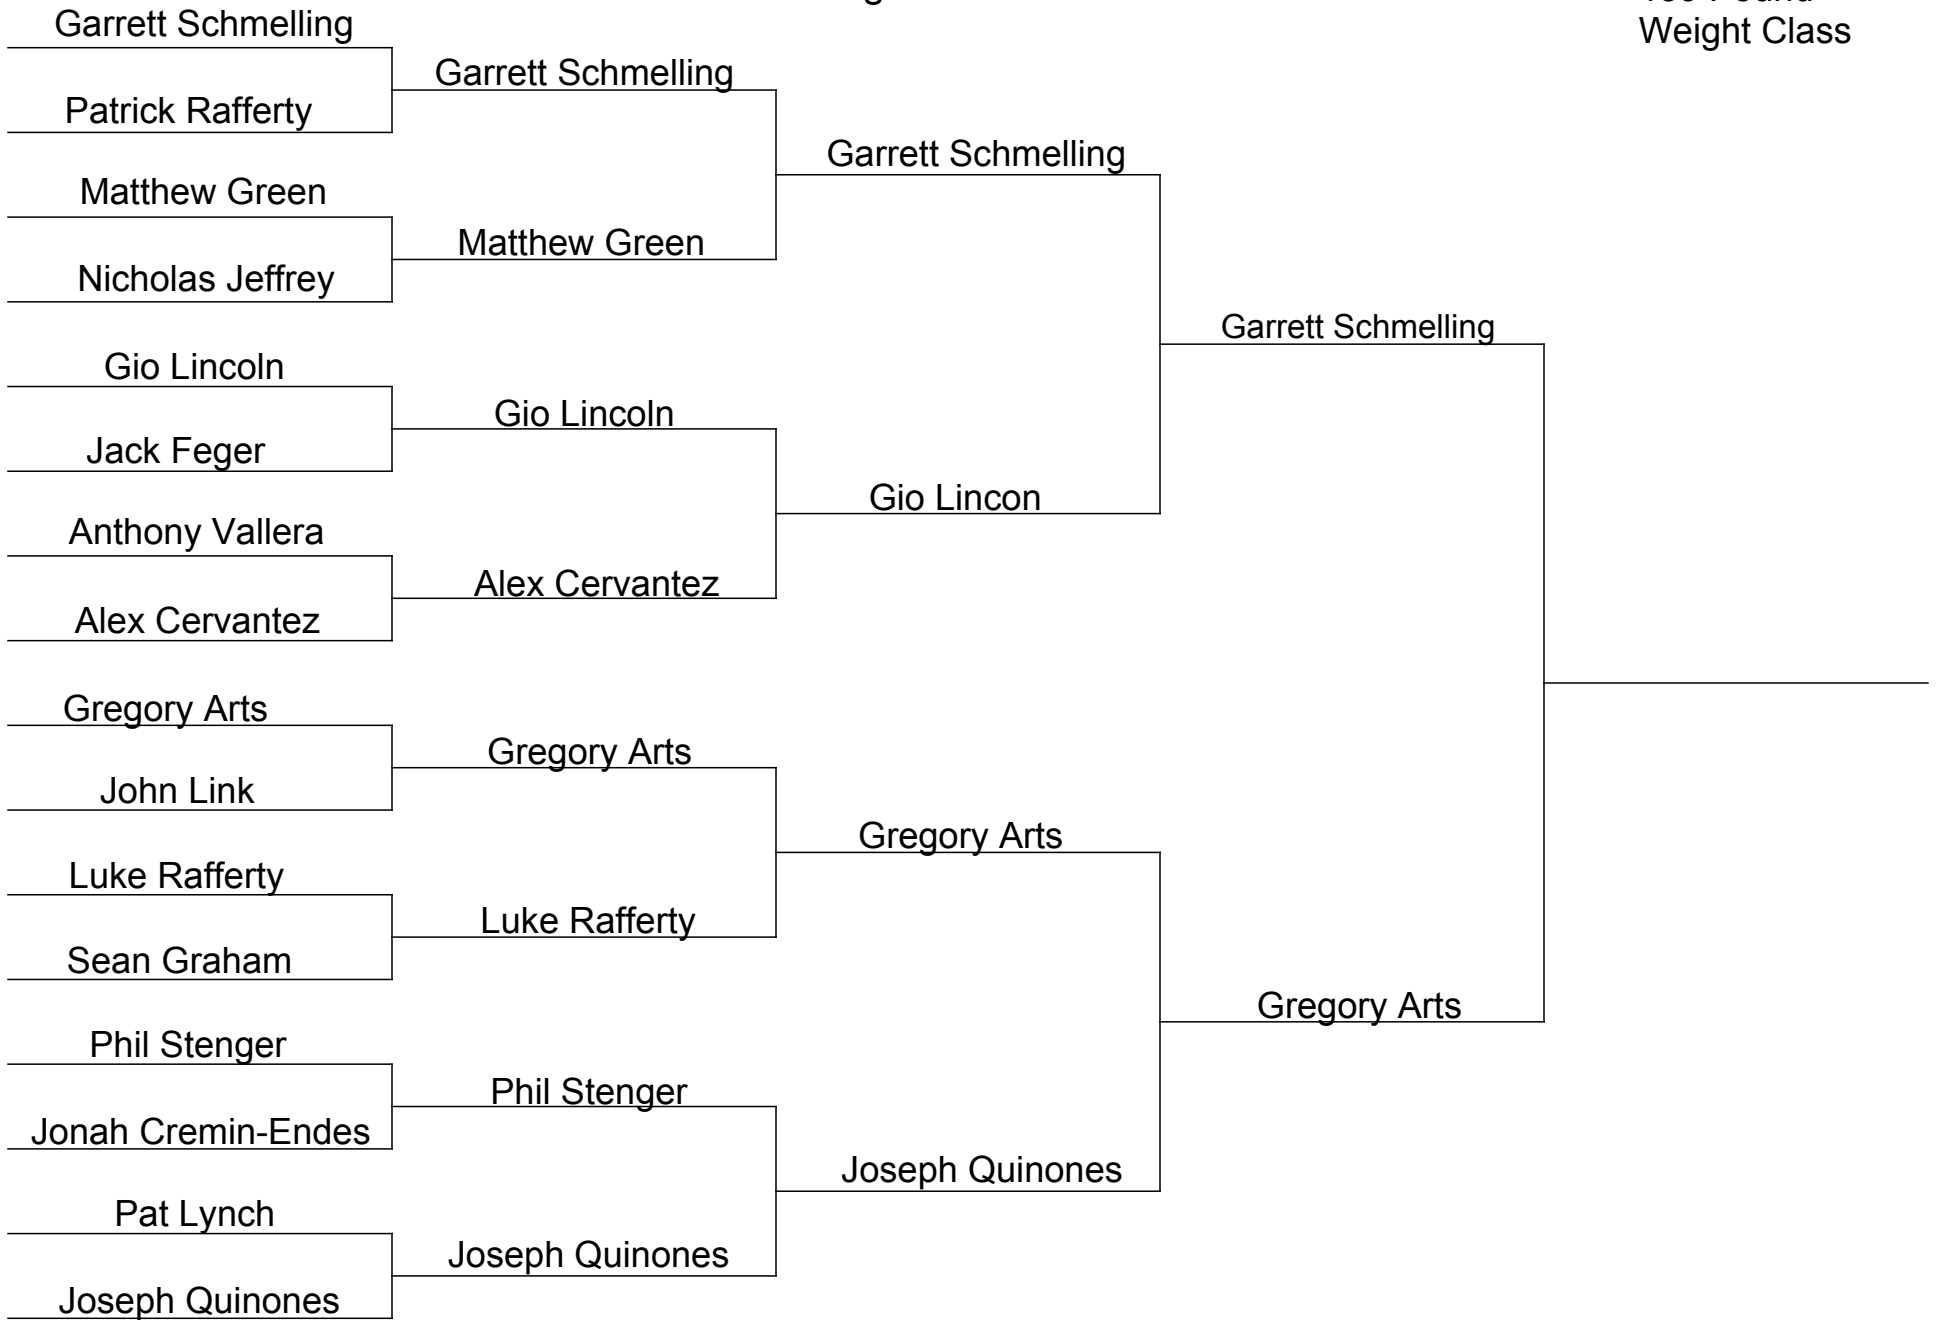 Weight Class
Garrett Schmelling
Patrick Rafferty
Matthew Green
Nicholas Jeffrey
Gio Lincoln
Jack Feger
Anthony Vallera
Alex Cervantez
Gregory Arts
John Link
Luke Rafferty
Sean Graham
Phil Stenger
Jonah Cremin-Endes
Pat Lynch
Joseph Quinones
Garrett Schmelling
Matthew Green
Gio Lincoln
Alex Cervantez
Gregory Arts
Luke Rafferty
Phil Stenger
Joseph Quinones
Garrett Schmelling
Gio Lincon
Gregory Arts
Joseph Quinones
Garrett Schmelling
Gregory Arts